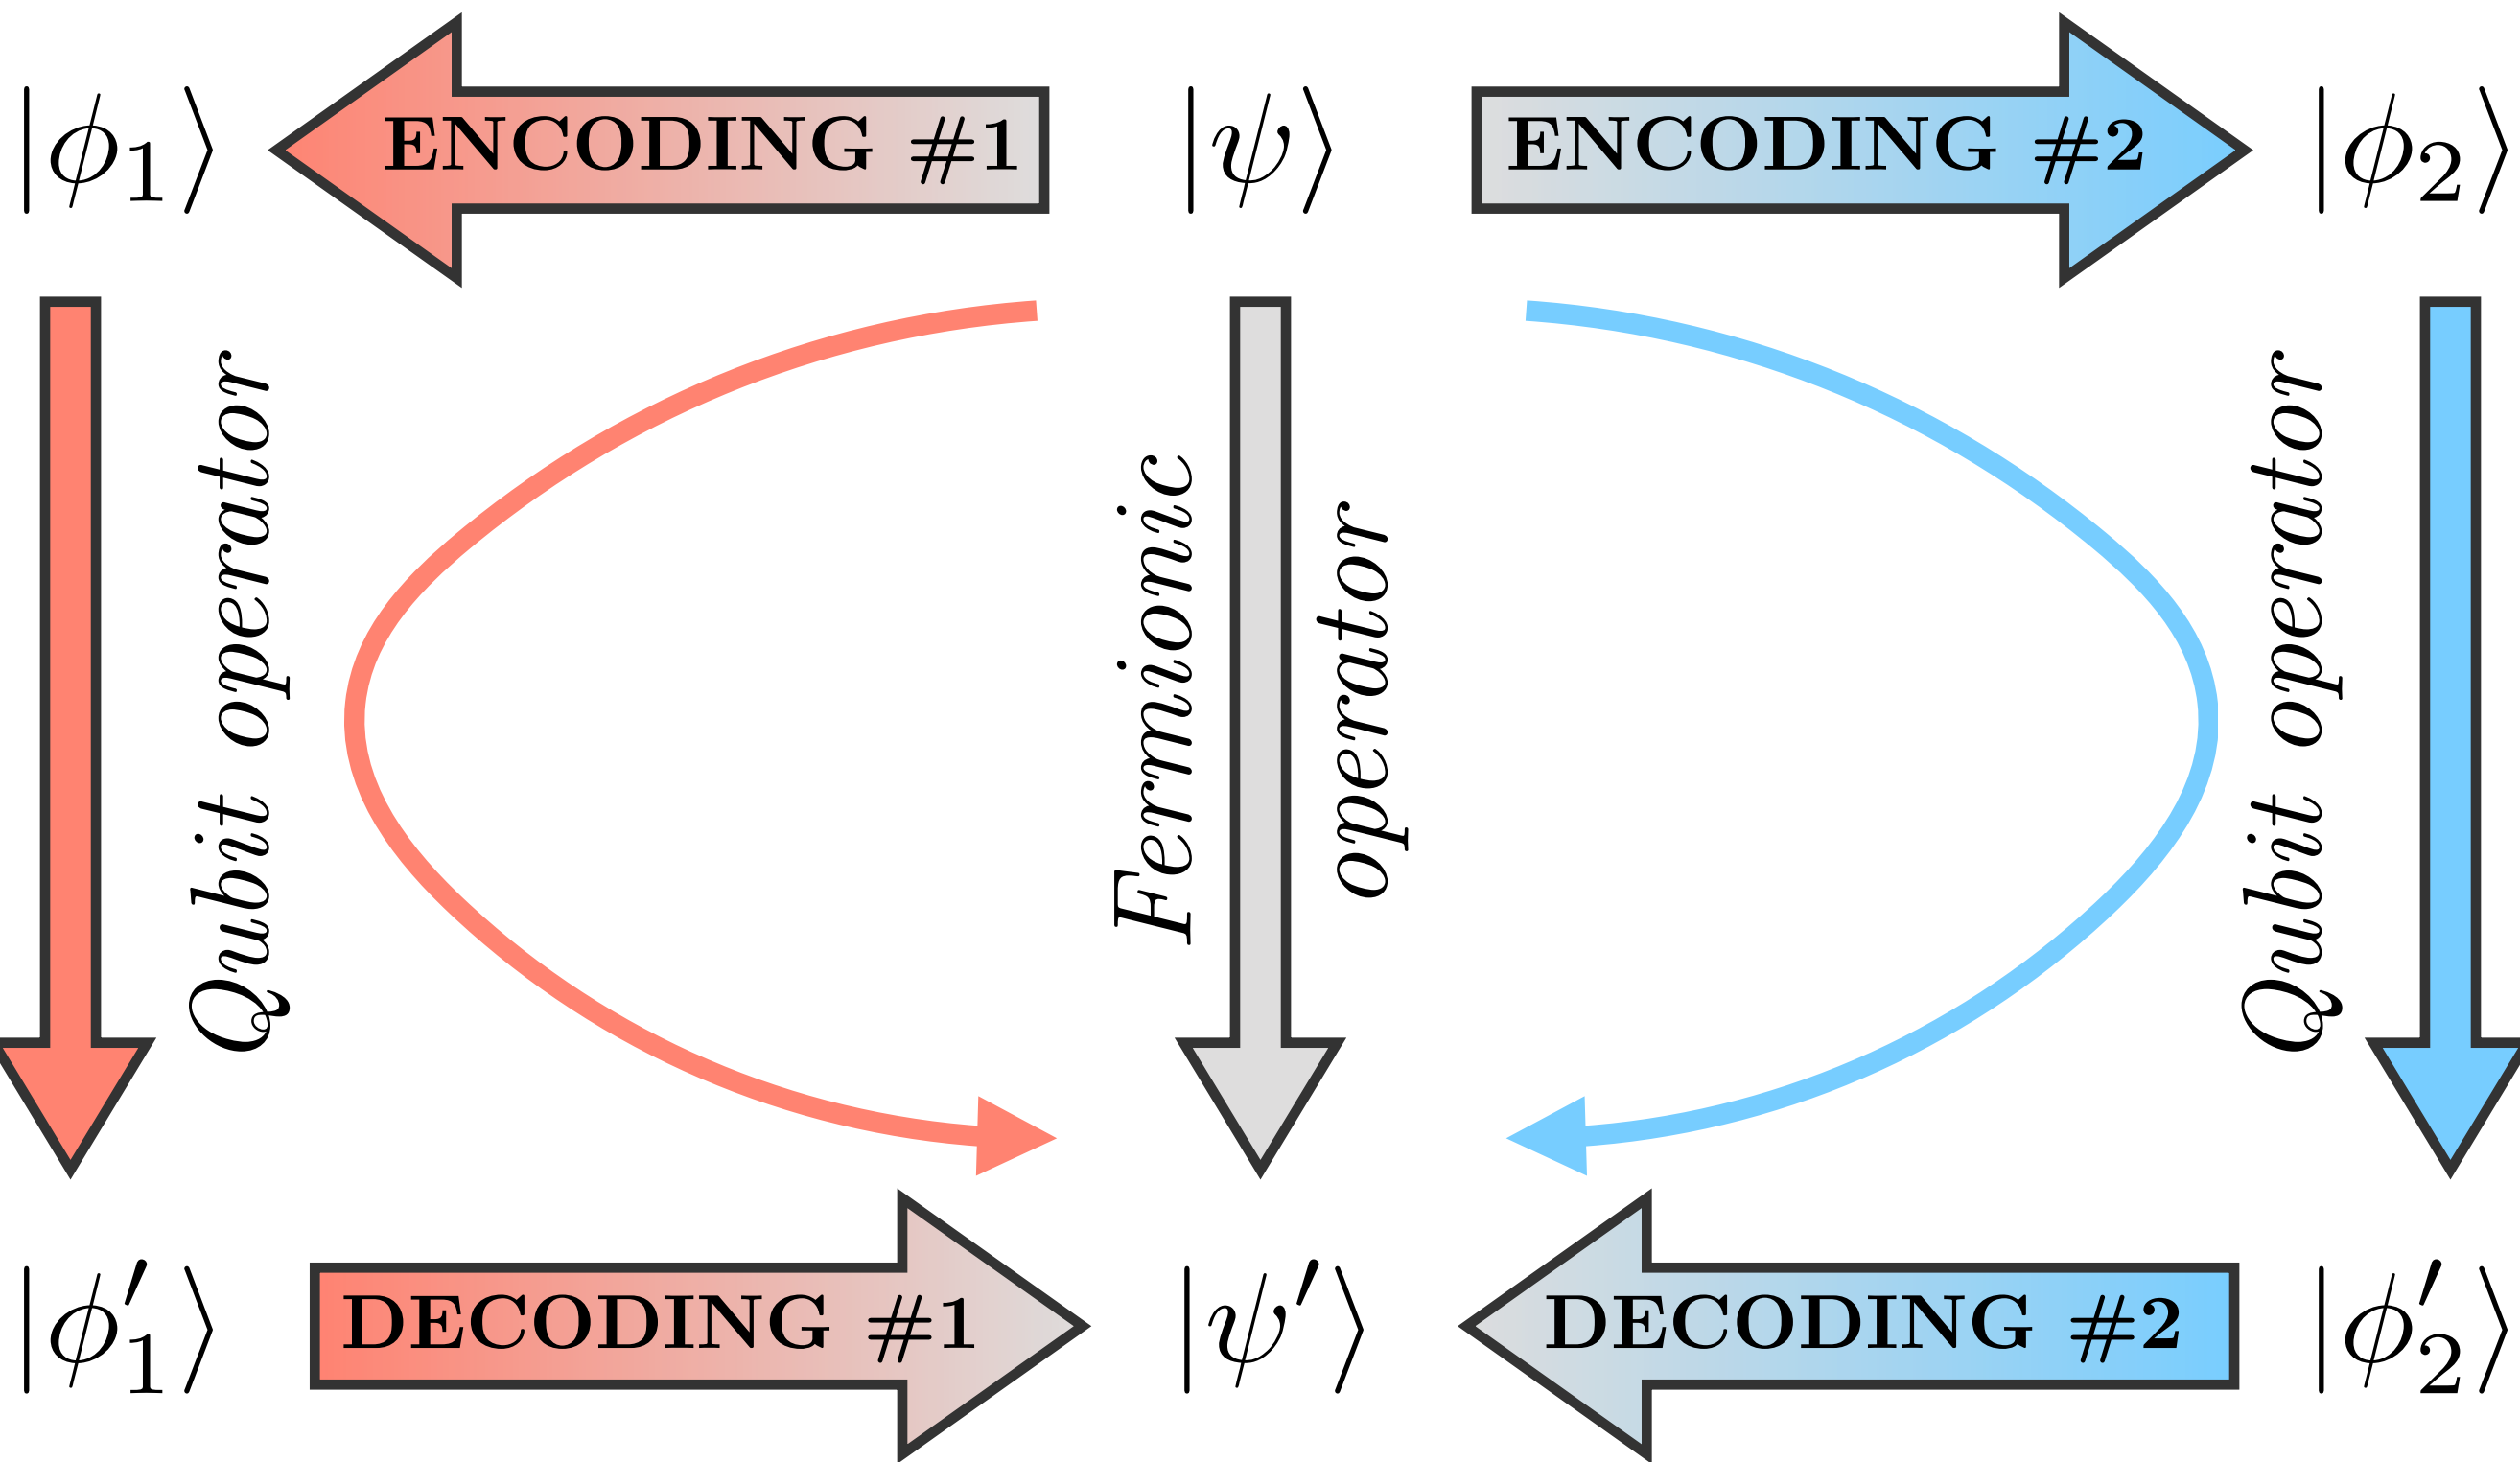 |ϕ₁⟩
ENCODING #1
|ψ⟩
ENCODING #2
|ϕ₂⟩
Qubit operator
Fermionic
operator
Qubit operator
|ϕ′₁⟩
DECODING #1
|ψ′⟩
DECODING #2
|ϕ′₂⟩